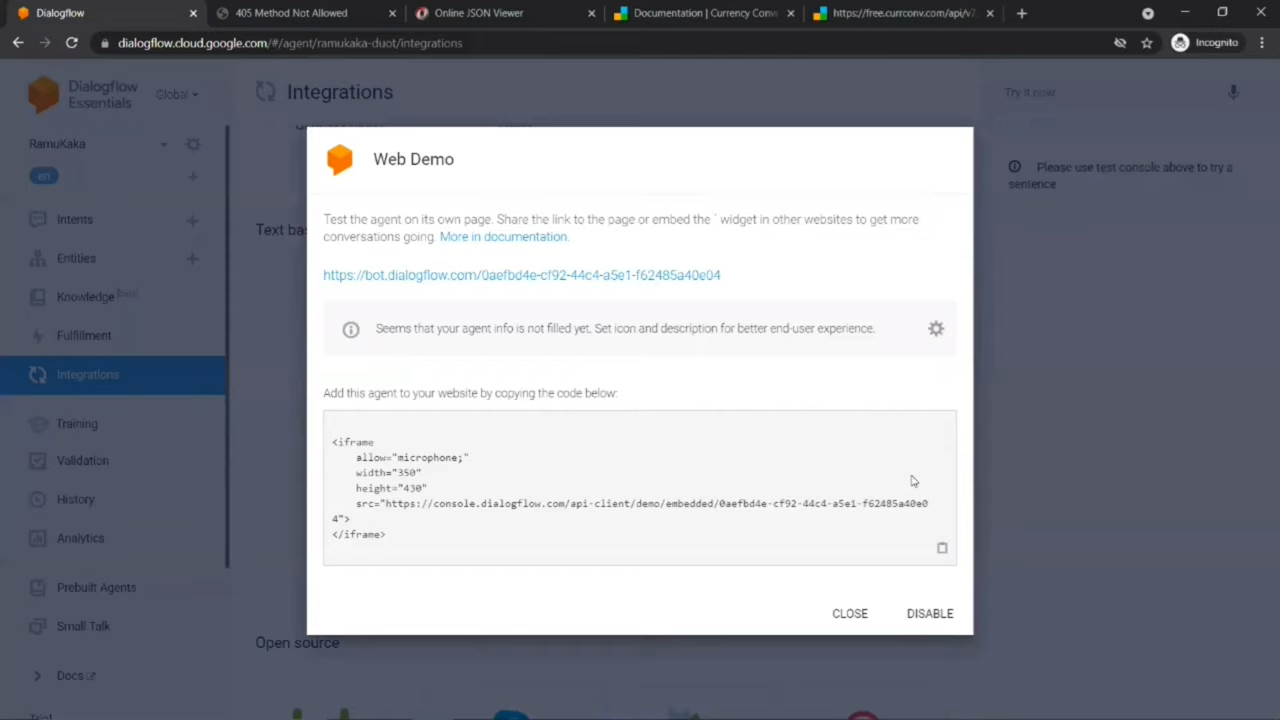 Dialogflow
405 Method Not Allowed
Online JSON Viewer
Documentation | Currency Conv
https://free.currconv.com/api/v7
dialogflow.cloud.google.com/#/agent/ramukaka-duot/integrations
Incognito
Dialogflow
Essentials
Global
Integrations
Try it now
RamuKaka
en
Please use test console above to try a
sentence
Intents
Entities
Knowledge [beta]
Fulfillment
Integrations
Training
Validation
History
Analytics
Prebuilt Agents
Small Talk
Docs
Trial
Text bas
Open source
Web Demo
Test the agent on its own page. Share the link to the page or embed the ` widget in other websites to get more
conversations going. More in documentation.
https://bot.dialogflow.com/0aefbd4e-cf92-44c4-a5e1-f62485a40e04
Seems that your agent info is not filled yet. Set icon and description for better end-user experience.
Add this agent to your website by copying the code below:
<iframe
allow="microphone;"
width="350"
height="430"
src="https://console.dialogflow.com/api-client/demo/embedded/0aefbd4e-cf92-44c4-a5e1-f62485a40e0
4">
</iframe>
CLOSE
DISABLE